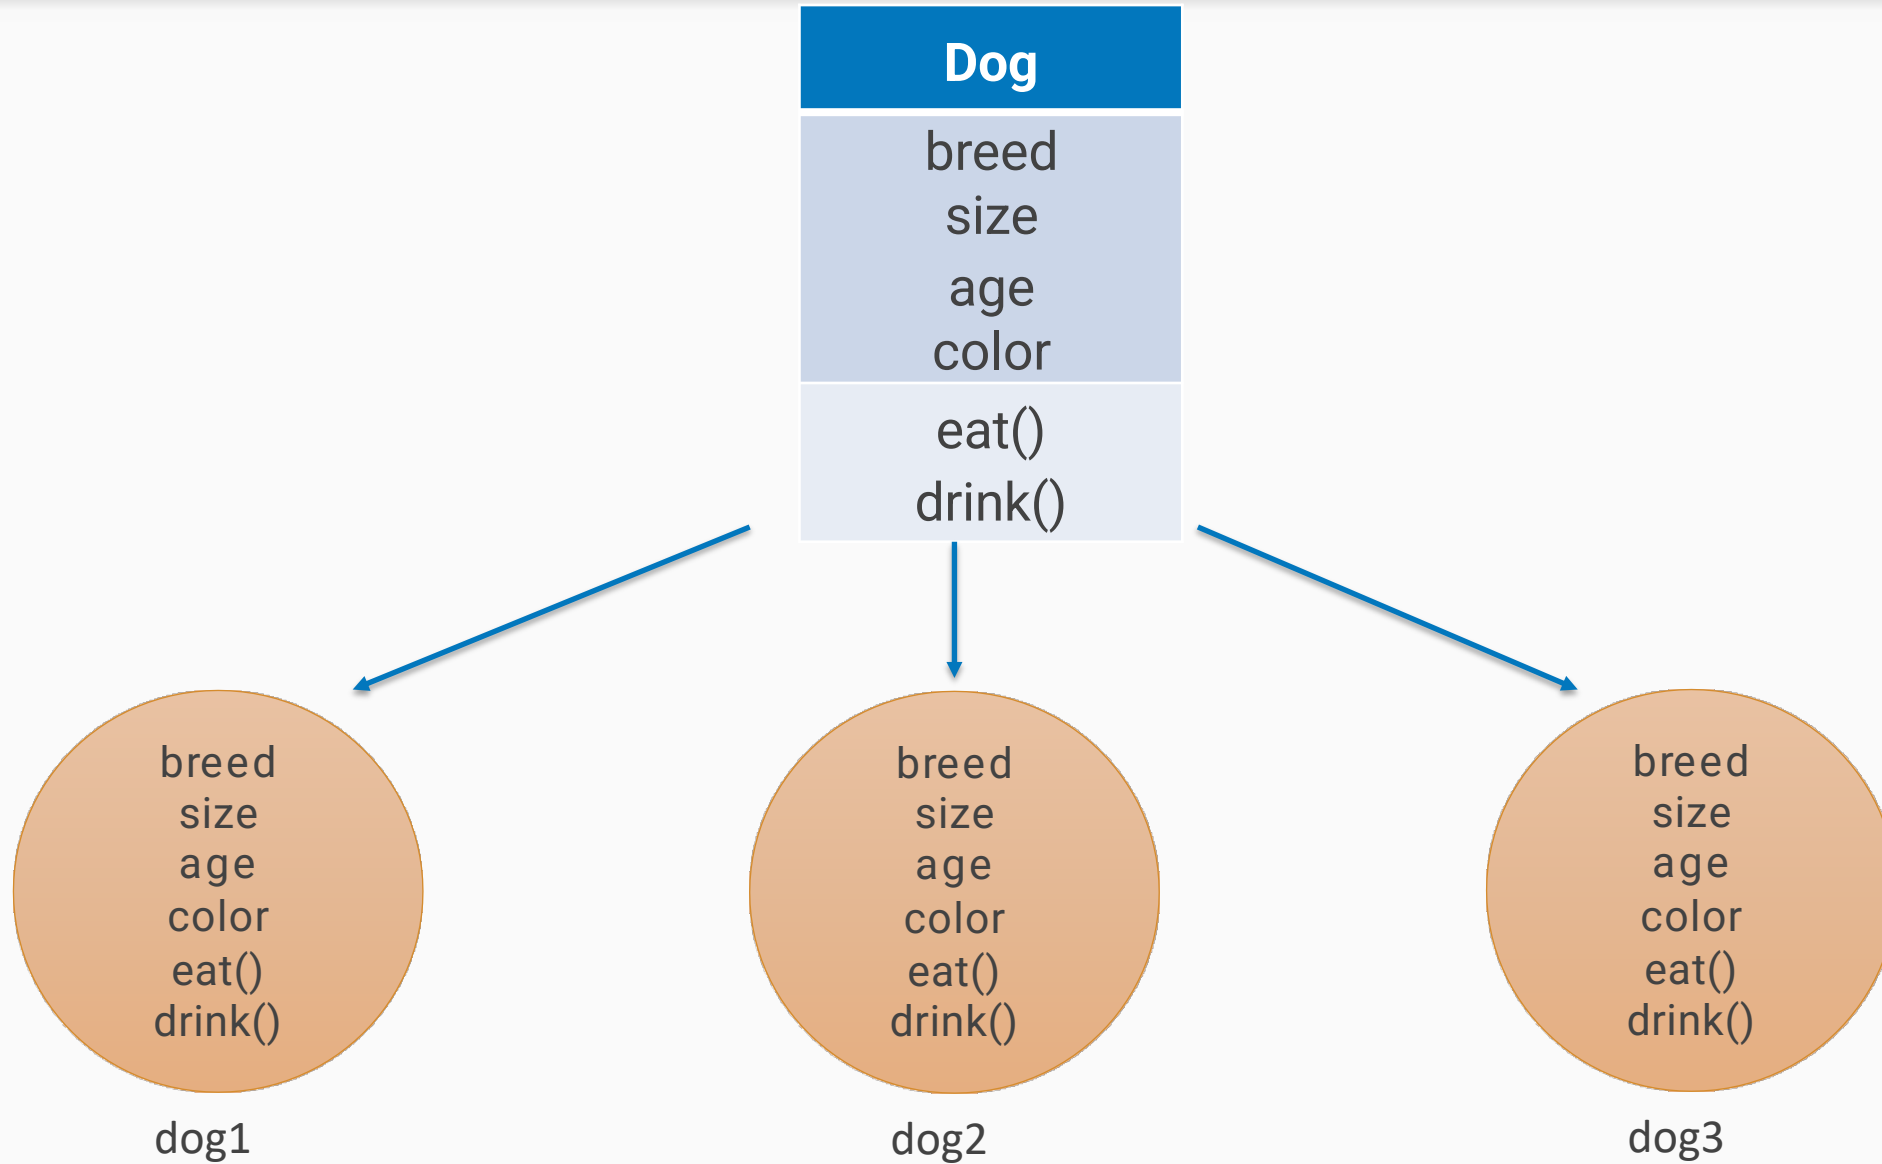 Dog
breed
size
age
color
eat()
drink()
breed
size
age
color
eat()
drink()
dog1
breed
size
age
color
eat()
drink()
dog2
breed
size
age
color
eat()
drink()
dog3